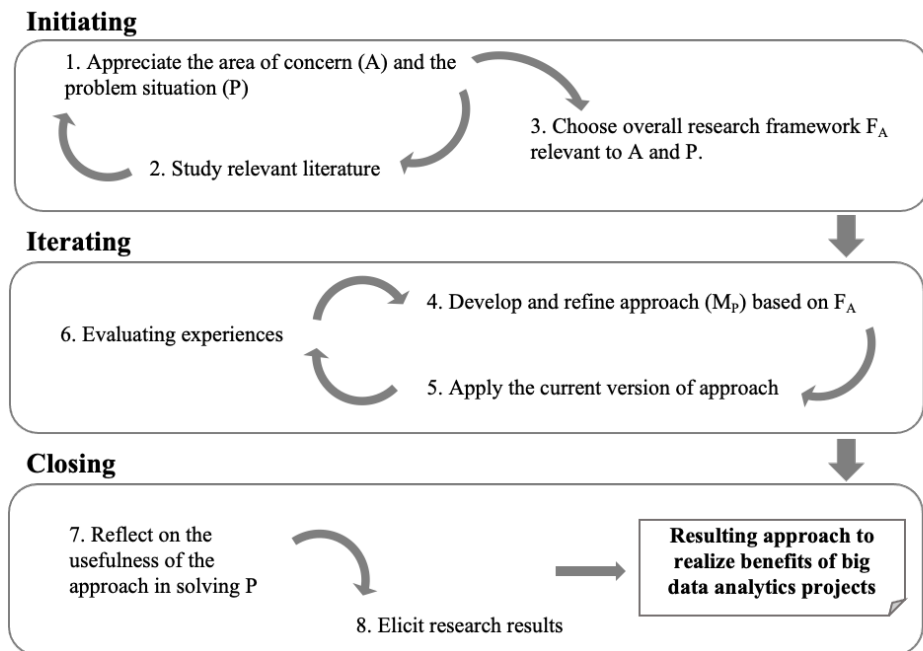 Initiating
1. Appreciate the area of concern (A) and the
problem situation (P)
3. Choose overall research framework FA
relevant to A and P.
2. Study relevant literature
Iterating
4. Develop and refine approach (MP) based on FA
6. Evaluating experiences
5. Apply the current version of approach
Closing
7. Reflect on the
usefulness of the
approach in solving P
8. Elicit research results
Resulting approach to
realize benefits of big
data analytics projects